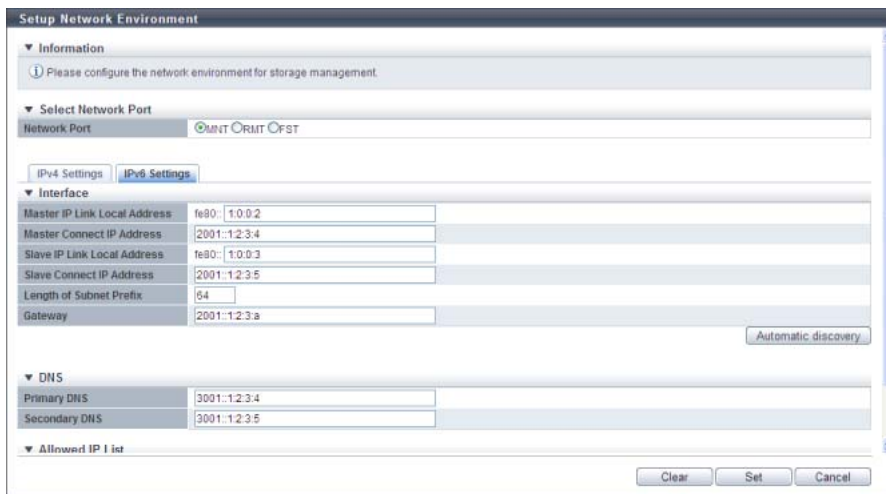 Setup Network Environment
▼ Information
Please configure the network environment for storage management.
▼ Select Network Port
Network Port MNT RMT FST
IPv4 Settings IPv6 Settings
▼ Interface
Master IP Link Local Address fe80:: 1:0:0:2
Master Connect IP Address 2001::1:2:3:4
Slave IP Link Local Address fe80:: 1:0:0:3
Slave Connect IP Address 2001::1:2:3:5
Length of Subnet Prefix 64
Gateway 2001::1:2:3:a
Automatic discovery
▼ DNS
Primary DNS 3001::1:2:3:4
Secondary DNS 3001::1:2:3:5
▼ Allowed IP List
Clear Set Cancel